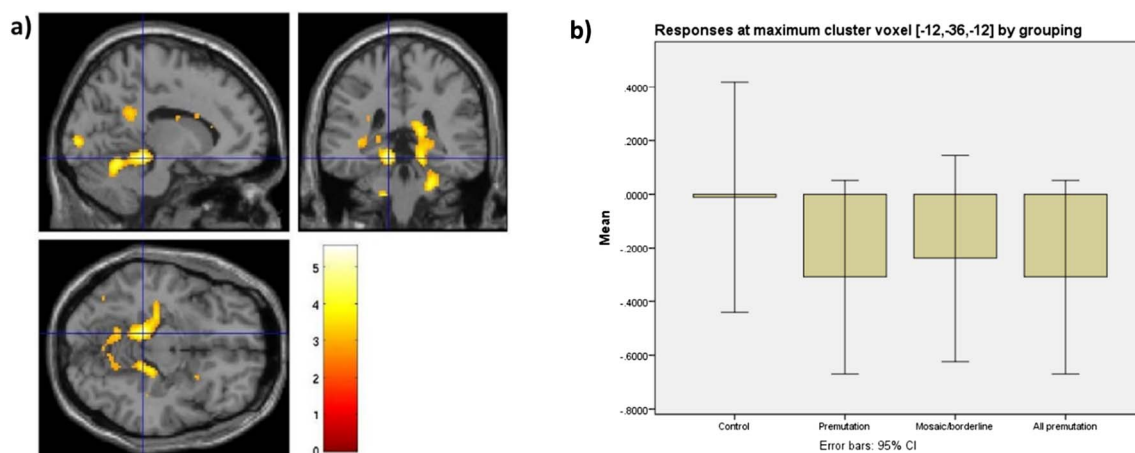 a)
5
4
3
2
1
0
b)
Responses at maximum cluster voxel [-12,-36,-12] by grouping
Mean
.4000
.2000
.0000
-.2000
-.4000
-.6000
-.8000
Control Premutation Mosaic/borderline All premutation
Error bars: 95% CI